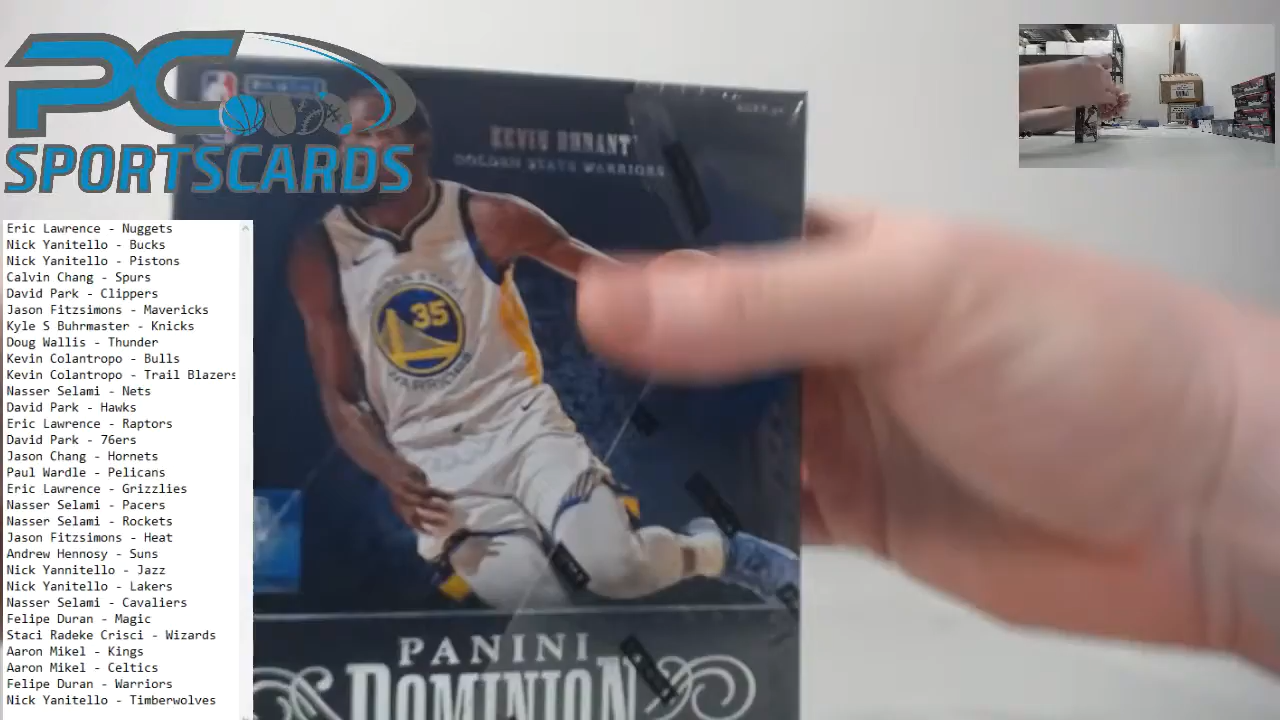 PC
SPORTSCARDS
KEVIN DURANT
GOLDEN STATE WARRIORS
35
WARRIORS
PANINI
DOMINION
Eric Lawrence - Nuggets
Nick Yanitello - Bucks
Nick Yanitello - Pistons
Calvin Chang - Spurs
David Park - Clippers
Jason Fitzsimons - Mavericks
Kyle S Buhrmaster - Knicks
Doug Wallis - Thunder
Kevin Colantropo - Bulls
Kevin Colantropo - Trail Blazers
Nasser Selami - Nets
David Park - Hawks
Eric Lawrence - Raptors
David Park - 76ers
Jason Chang - Hornets
Paul Wardle - Pelicans
Eric Lawrence - Grizzlies
Nasser Selami - Pacers
Nasser Selami - Rockets
Jason Fitzsimons - Heat
Andrew Hennosy - Suns
Nick Yannitello - Jazz
Nick Yanitello - Lakers
Nasser Selami - Cavaliers
Felipe Duran - Magic
Staci Radeke Crisci - Wizards
Aaron Mikel - Kings
Aaron Mikel - Celtics
Felipe Duran - Warriors
Nick Yanitello - Timberwolves